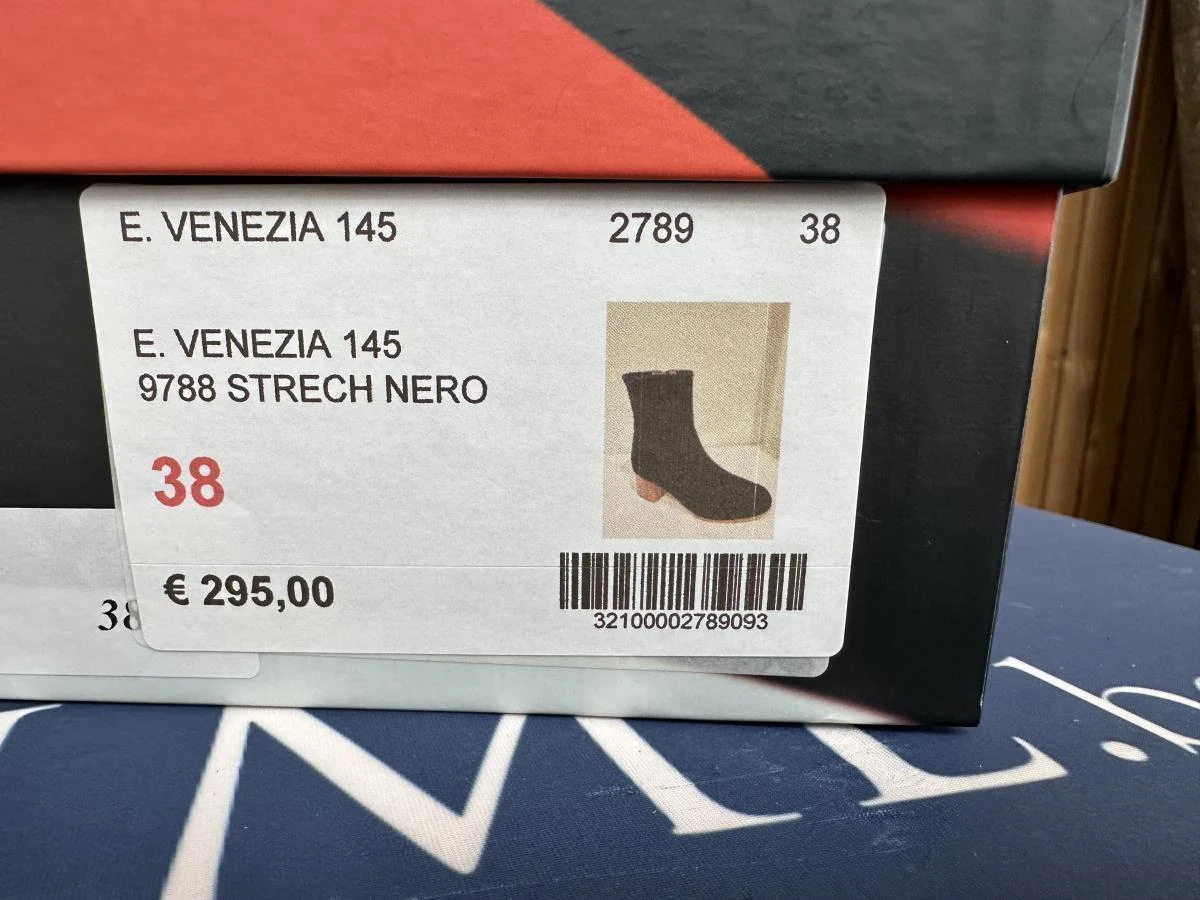 E. VENEZIA 145 2789 38
E. VENEZIA 145
9788 STRECH NERO
38
€ 295,00
32100002789093
38